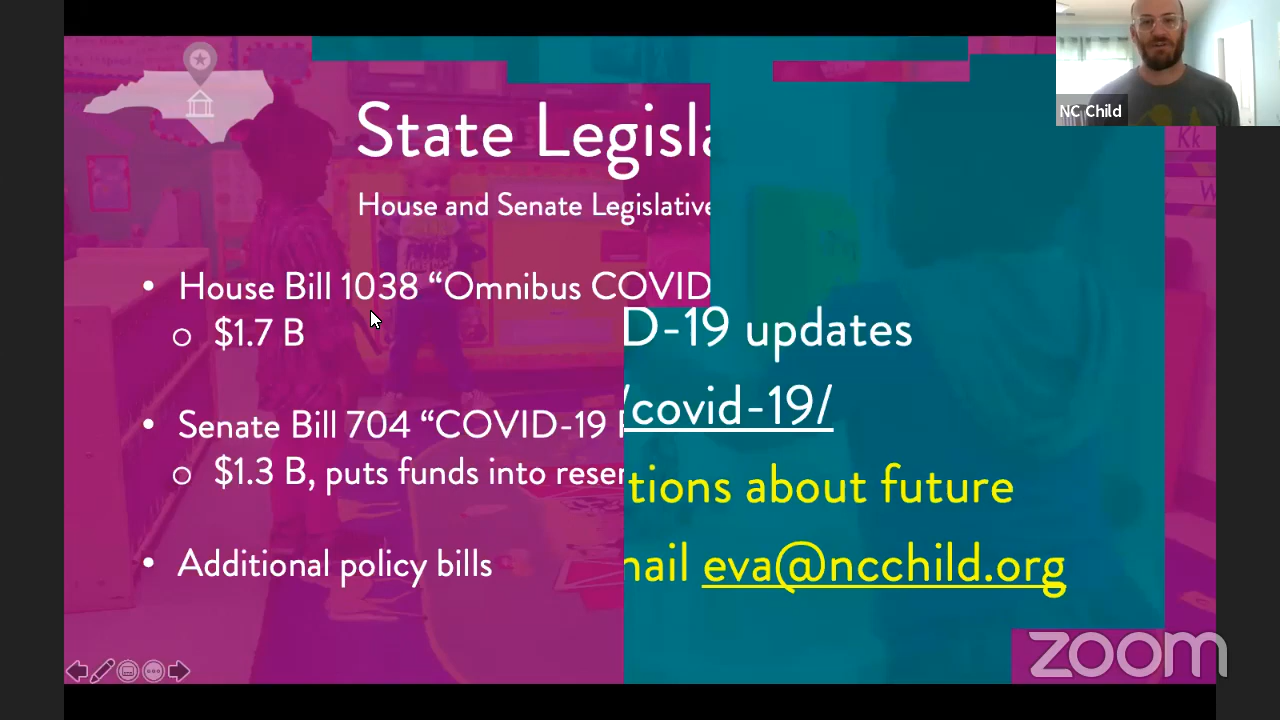 NC Child
State Legisla
House and Senate Legislative
• House Bill 1038 “Omnibus COVID
o $1.7 B
D-19 updates
/covid-19/
• Senate Bill 704 “COVID-19
o $1.3 B, puts funds into reser
tions about future
• Additional policy bills
mail eva@ncchild.org
Kk
zoom